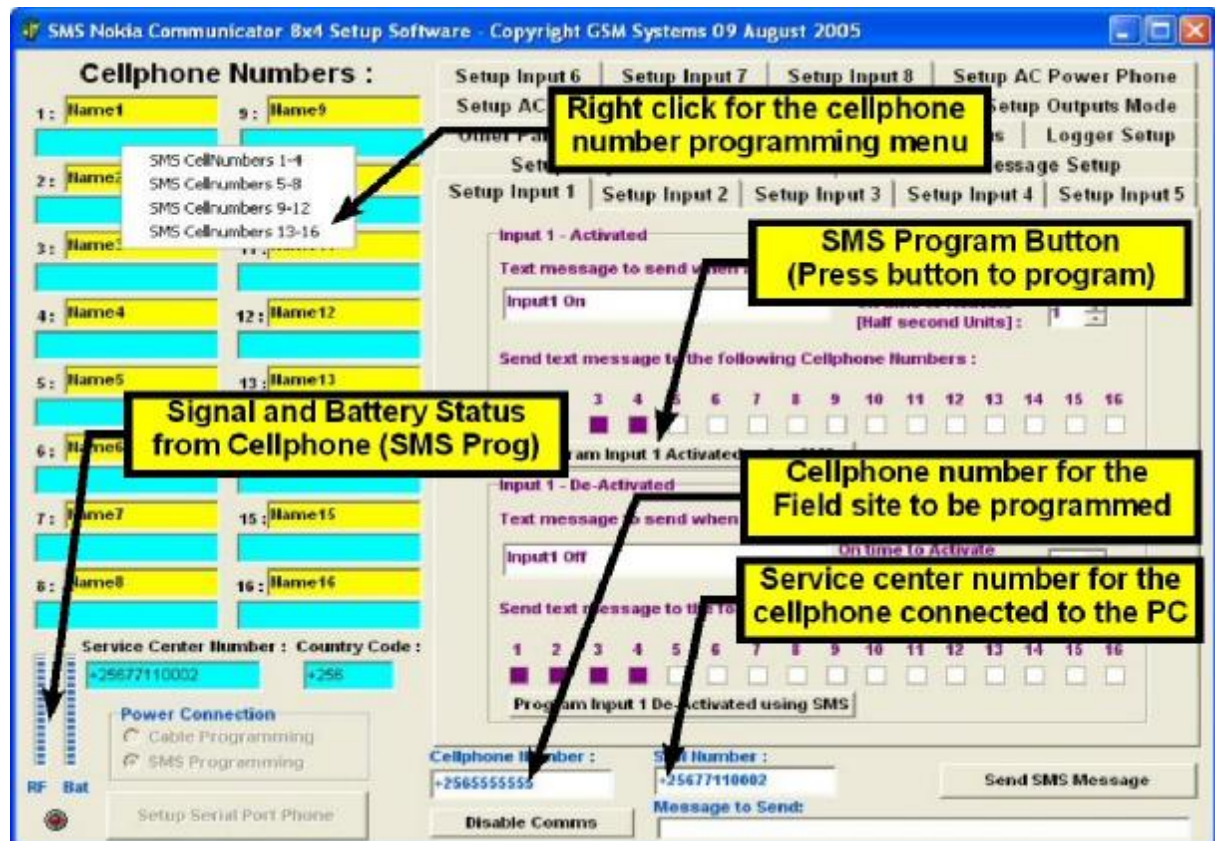 SMS Nokia Communicator 8x4 Setup Software - Copyright GSM Systems 09 August 2005
Cellphone Numbers :
1: Name1
9: Name9
SMS CellNumbers 1-4
SMS Cellnumbers 5-8
SMS Cellnumbers 9-12
SMS Cellnumbers 13-16
2: Name2
3: Name3
11:
4: Name4
12: Name12
5: Name5
13: Name13
6: Name6
7: Name7
15: Name15
8: Name8
16: Name16
Service Center Number : Country Code :
+25677110002
+256
Power Connection
Cable Programming
SMS Programming
RF Bat
Setup Serial Port Phone
Setup Input 6 Setup Input 7 Setup Input 8 Setup AC Power Phone
Setup AC
Setup Outputs Mode
Other
Logger Setup
Message Setup
Setup Input 1 Setup Input 2 Setup Input 3 Setup Input 4 Setup Input 5
Right click for the cellphone
number programming menu
Input 1 - Activated
Text message to send when
Input1 On
[Half second Units] :
1
SMS Program Button
(Press button to program)
Send text message to the following Cellphone Numbers :
3 4 5 6 7 8 9 10 11 12 13 14 15 16
Input 1 Activated
Signal and Battery Status
from Cellphone (SMS Prog)
Input 1 - De-Activated
Text message to send when
Input1 Off
On time to Activate
Cellphone number for the
Field site to be programmed
Send text message to the
Service center number for the
cellphone connected to the PC
1 2 3 4 5 6 7 8 9 10 11 12 13 14 15 16
Program Input 1 De-Activated using SMS
Cellphone Number :
+2565555555
Number :
+25677110002
Send SMS Message
Disable Comms
Message to Send: